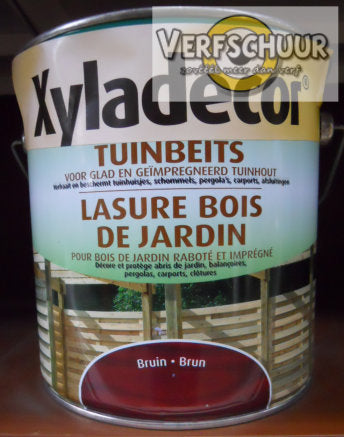 VERFSCHUUR
zoveel meer dan verf
Xyladecor®
TUINBEITS
VOOR GLAD EN GEÏMPREGNEERD TUINHOUT
Verfraait en beschermt tuinhuisjes, schommels, pergola's, carports, afsluitingen
LASURE BOIS
DE JARDIN
POUR BOIS DE JARDIN RABOTÉ ET IMPRÉGNÉ
Décore et protège abris de jardin, balançoires,
pergolas, carports, clôtures
Bruin • Brun